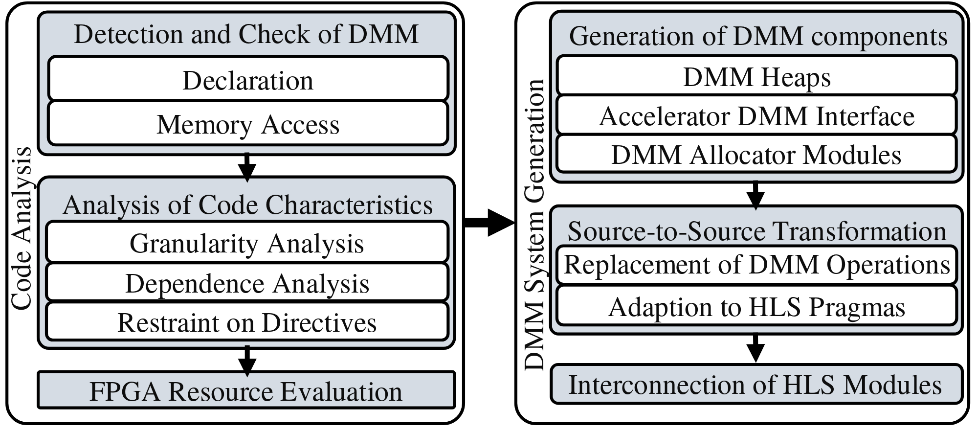 Code Analysis
Detection and Check of DMM
Declaration
Memory Access
Analysis of Code Characteristics
Granularity Analysis
Dependence Analysis
Restraint on Directives
FPGA Resource Evaluation
DMM System Generation
Generation of DMM components
DMM Heaps
Accelerator DMM Interface
DMM Allocator Modules
Source-to-Source Transformation
Replacement of DMM Operations
Adaption to HLS Pragmas
Interconnection of HLS Modules